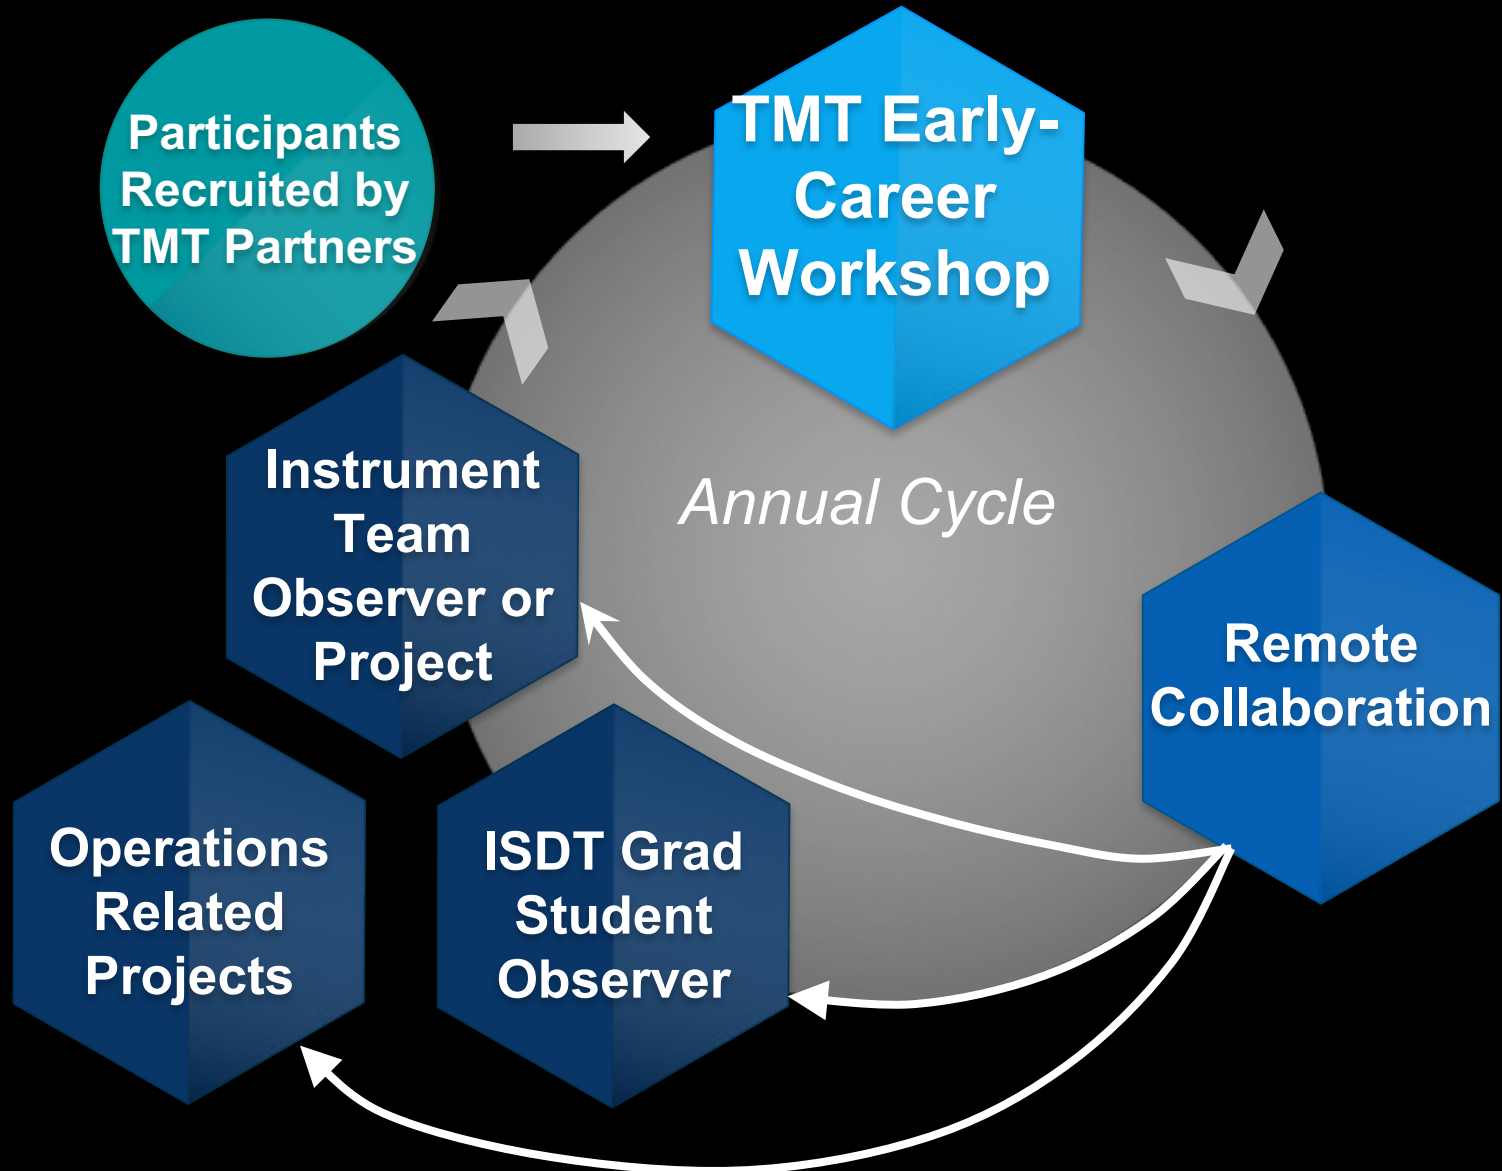 Participants
Recruited by
TMT Partners
TMT Early-
Career
Workshop
Annual Cycle
Instrument
Team
Observer or
Project
Remote
Collaboration
Operations
Related
Projects
ISDT Grad
Student
Observer